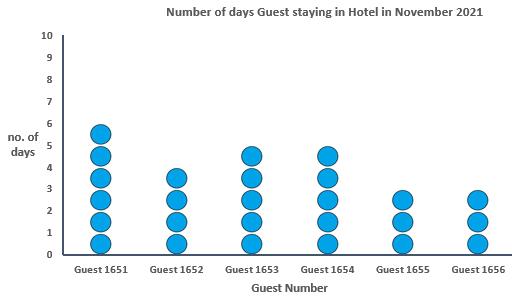 Number of days Guest staying in Hotel in November 2021
10
9
8
7
6
5
4
3
2
1
0
no. of
days
Guest 1651 Guest 1652 Guest 1653 Guest 1654 Guest 1655 Guest 1656
Guest Number